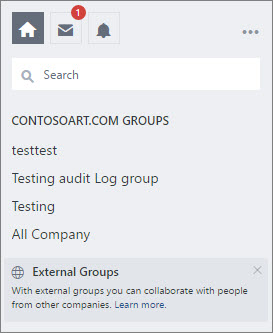 1
Search
CONTOSOART.COM GROUPS
testtest
Testing audit Log group
Testing
All Company
External Groups
With external groups you can collaborate with people
from other companies. Learn more.